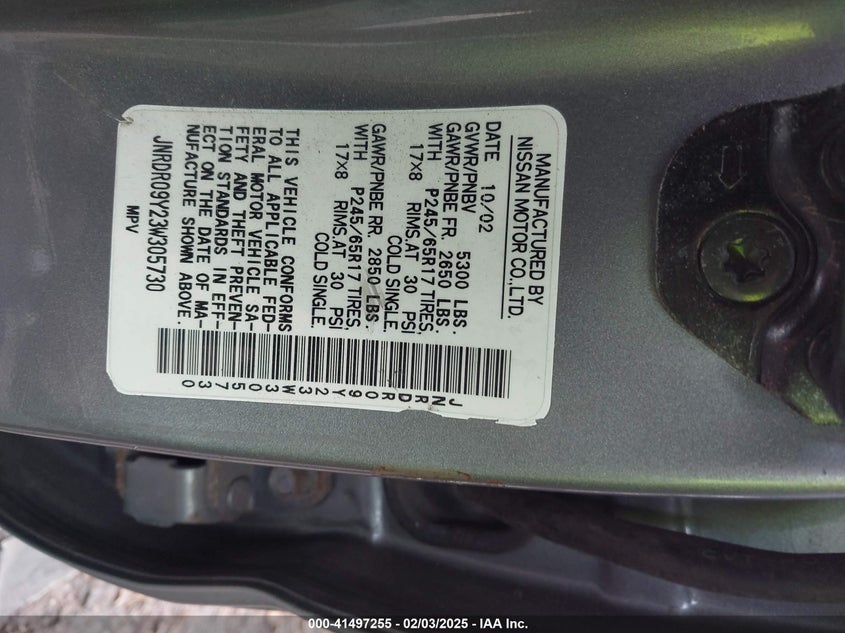 MANUFACTURED BY
NISSAN MOTOR CO.,LTD.
DATE 10/02
GVWR/PNBV 5300 LBS.
GAWR/PNBE FR. 2650 LBS.
WITH P245/65R17 TIRES,
17x8 RIMS,AT 30 PSI
COLD SINGLE.
GAWR/PNBE RR. 2850 LBS.
WITH P245/65R17 TIRES,
17x8 RIMS,AT 30 PSI
COLD SINGLE.
THIS VEHICLE CONFORMS
TO ALL APPLICABLE FED-
ERAL MOTOR VEHICLE SA-
FETY AND THEFT PREVEN-
TION STANDARDS IN EFF-
ECT ON THE DATE OF MA-
NUFACTURE SHOWN ABOVE.
JNRDR09Y23W305730
MPV
JNRDR09Y23W305730
000-41497255 — 02/03/2025 — IAA Inc.